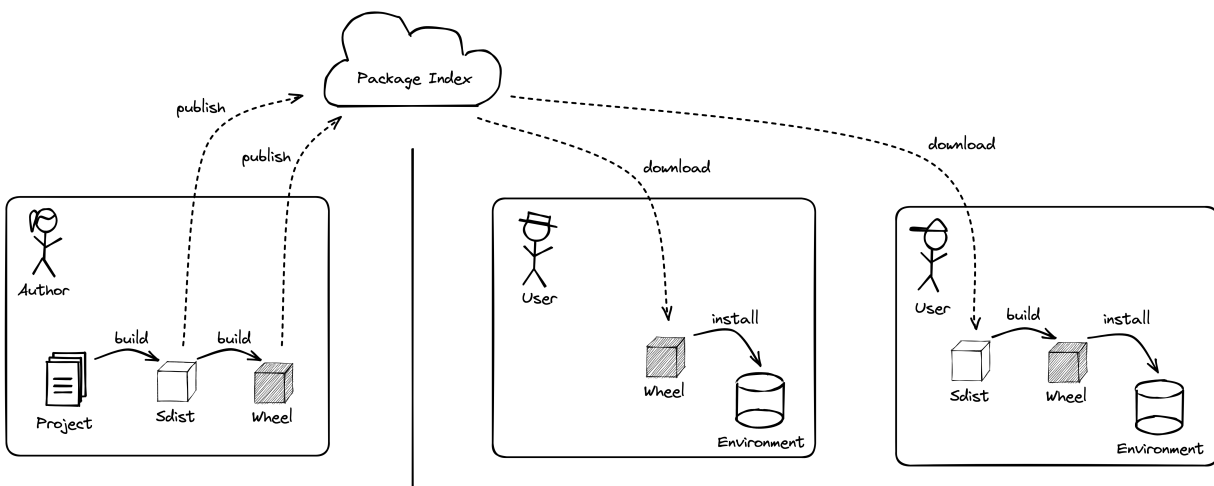 Package Index
publish
publish
download
download
Author
build
build
Project
Sdist
Wheel
User
install
Wheel
Environment
User
build
install
Sdist
Wheel
Environment